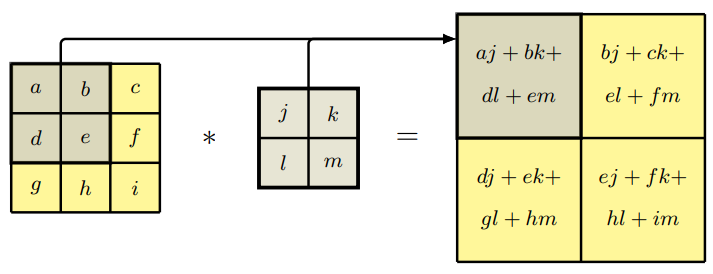 a b c
d e f
g h i
*
j k
l m
=
aj + bk+
dl + em
bj + ck+
el + fm
dj + ek+
gl + hm
ej + fk+
hl + im